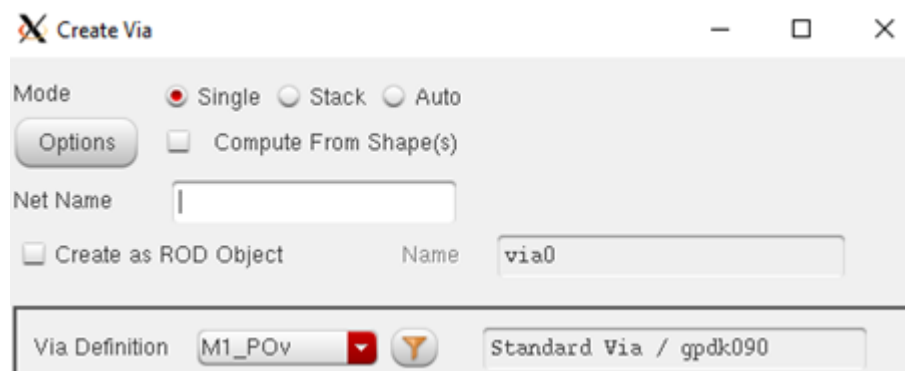 Create Via
Mode Single Stack Auto
Options Compute From Shape(s)
Net Name
Create as ROD Object Name via0
Via Definition M1_POv Standard Via / gpdk090